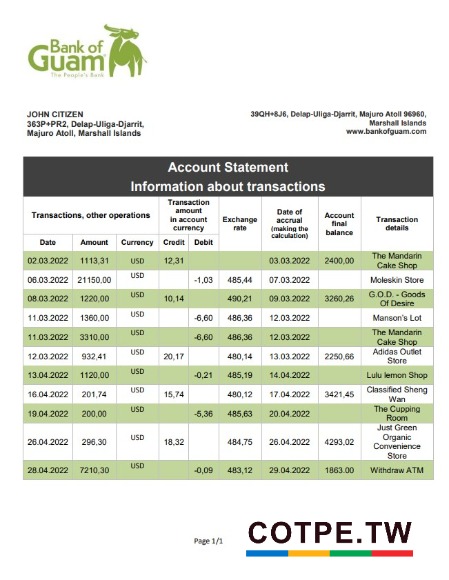 Bank of
Guam
The People's Bank
JOHN CITIZEN
363P+PR2, Delap-Uliga-Djarrit,
Majuro Atoll, Marshall Islands
39QH+8J6, Delap-Uliga-Djarrit, Majuro Atoll 96960,
Marshall Islands
www.bankofguam.com
Account Statement
Information about transactions
Transactions, other operations
Transaction amount in account currency
Exchange rate
Date of accrual (making the calculation)
Account final balance
Transaction details
Date Amount Currency Credit Debit
02.03.2022 1113,31 USD 12,31 03.03.2022 2400,00 The Mandarin Cake Shop
06.03.2022 21150,00 USD -1,03 485,44 07.03.2022 Moleskin Store
08.03.2022 1220,00 USD 10,14 490,21 09.03.2022 3260,26 G.O.D. - Goods Of Desire
11.03.2022 1360,00 USD -6,60 486,36 12.03.2022 Manson's Lot
11.03.2022 3310,00 USD -6,60 486,36 12.03.2022 The Mandarin Cake Shop
12.03.2022 932,41 USD 20,17 480,14 13.03.2022 2250,66 Adidas Outlet Store
13.04.2022 1120,00 USD -0,21 485,19 14.04.2022 Lulu lemon Shop
16.04.2022 201,74 USD 15,74 480,12 17.04.2022 3421,45 Classified Sheng Wan
19.04.2022 200,00 USD -5,36 485,63 20.04.2022 The Cupping Room
26.04.2022 296,30 USD 18,32 484,75 26.04.2022 4293,02 Just Green Organic Convenience Store
28.04.2022 7210,30 USD -0,09 483,12 29.04.2022 1863.00 Withdraw ATM
Page 1/1
COTPE.TW